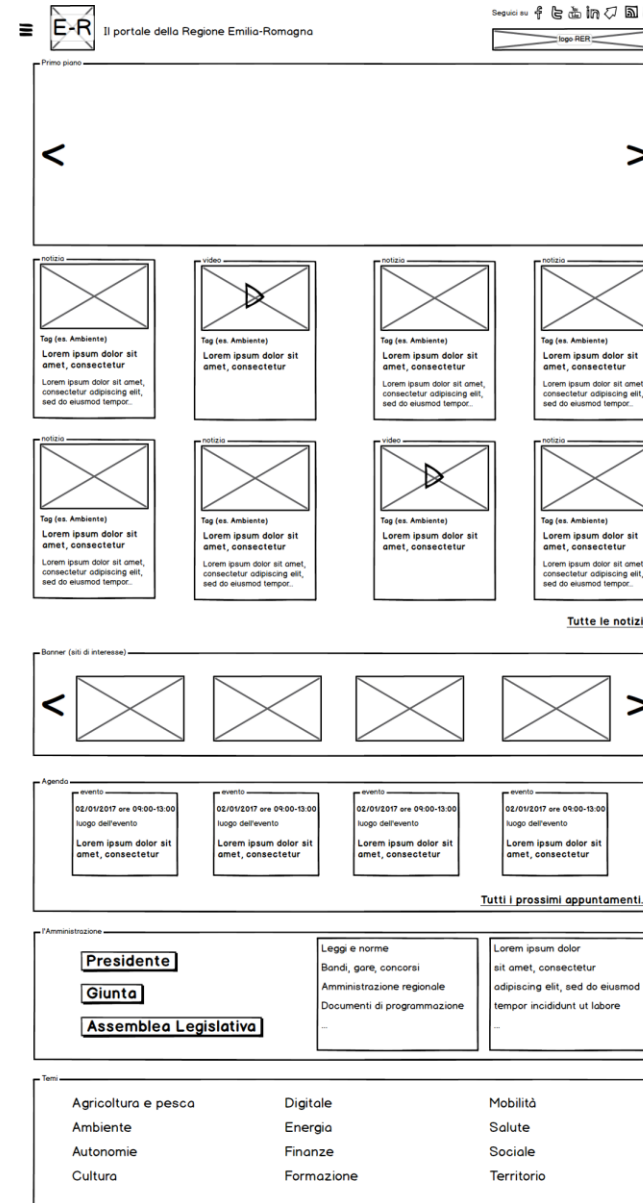 Seguici su
E-R Il portale della Regione Emilia-Romagna
logo RER
Primo piano
< >
notizia
Tag (es. Ambiente)
Lorem ipsum dolor sit
amet, consectetur
Lorem ipsum dolor sit amet,
consectetur adipiscing elit,
sed do eiusmod tempor...
video
Tag (es. Ambiente)
Lorem ipsum dolor sit
amet, consectetur
notizia
Tag (es. Ambiente)
Lorem ipsum dolor sit
amet, consectetur
Lorem ipsum dolor sit amet,
consectetur adipiscing elit,
sed do eiusmod tempor...
notizia
Tag (es. Ambiente)
Lorem ipsum dolor sit
amet, consectetur
Lorem ipsum dolor sit amet
consectetur adipiscing elit,
sed do eiusmod tempor...
notizia
Tag (es. Ambiente)
Lorem ipsum dolor sit
amet, consectetur
Lorem ipsum dolor sit amet,
consectetur adipiscing elit,
sed do eiusmod tempor...
notizia
Tag (es. Ambiente)
Lorem ipsum dolor sit
amet, consectetur
Lorem ipsum dolor sit amet,
consectetur adipiscing elit,
sed do eiusmod tempor...
video
Tag (es. Ambiente)
Lorem ipsum dolor sit
amet, consectetur
notizia
Tag (es. Ambiente)
Lorem ipsum dolor sit
amet, consectetur
Lorem ipsum dolor sit amet
consectetur adipiscing elit,
sed do eiusmod tempor...
Tutte le notizi
Banner (siti di interesse)
< >
Agenda
evento
02/01/2017 ore 09:00-13:00
luogo dell'evento
Lorem ipsum dolor sit
amet, consectetur
evento
02/01/2017 ore 09:00-13:00
luogo dell'evento
Lorem ipsum dolor sit
amet, consectetur
evento
02/01/2017 ore 09:00-13:00
luogo dell'evento
Lorem ipsum dolor sit
amet, consectetur
evento
02/01/2017 ore 09:00-13:00
luogo dell'evento
Lorem ipsum dolor sit
amet, consectetur
Tutti i prossimi appuntamenti.
l'Amministrazione
Presidente
Giunta
Assemblea Legislativa
Leggi e norme
Bandi, gare, concorsi
Amministrazione regionale
Documenti di programmazione
...
Lorem ipsum dolor
sit amet, consectetur
adipiscing elit, sed do eiusmod
tempor incididunt ut labore
...
Temi
Agricoltura e pesca
Ambiente
Autonomie
Cultura
Digitale
Energia
Finanze
Formazione
Mobilità
Salute
Sociale
Territorio